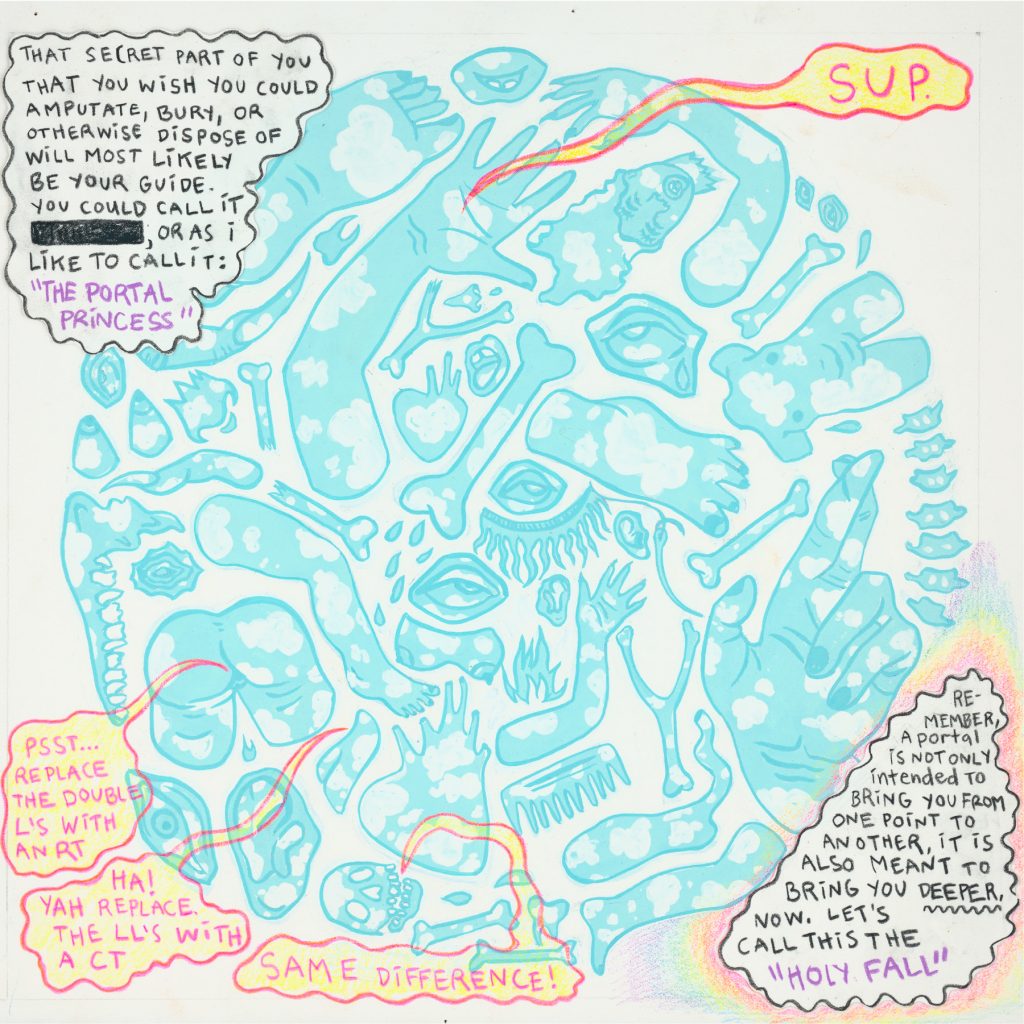 THAT SECRET PART OF YOU
THAT YOU WISH YOU COULD
AMPUTATE, BURY, OR
OTHERWISE DISPOSE OF
WILL MOST LIKELY
BE YOUR GUIDE.
YOU COULD CALL IT
, OR AS I
LIKE TO CALL IT:
"THE PORTAL
PRINCESS"
SUP.
PSST...
REPLACE
THE DOUBLE
L'S WITH
AN RT
HA!
YAH REPLACE.
THE LL'S WITH
A CT
SAME DIFFERENCE!
RE-
MEMBER,
A portal
IS NOT ONLY
intended to
BRING YOU FROM
ONE POINT TO
ANOTHER, IT IS
ALSO MEANT TO
BRING YOU DEEPER.
NOW. LET'S
CALL THIS THE
"HOLY FALL"